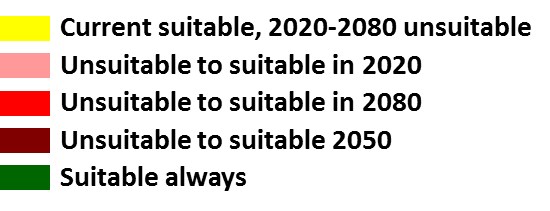 Current suitable, 2020-2080 unsuitable
Unsuitable to suitable in 2020
Unsuitable to suitable in 2080
Unsuitable to suitable 2050
Suitable always